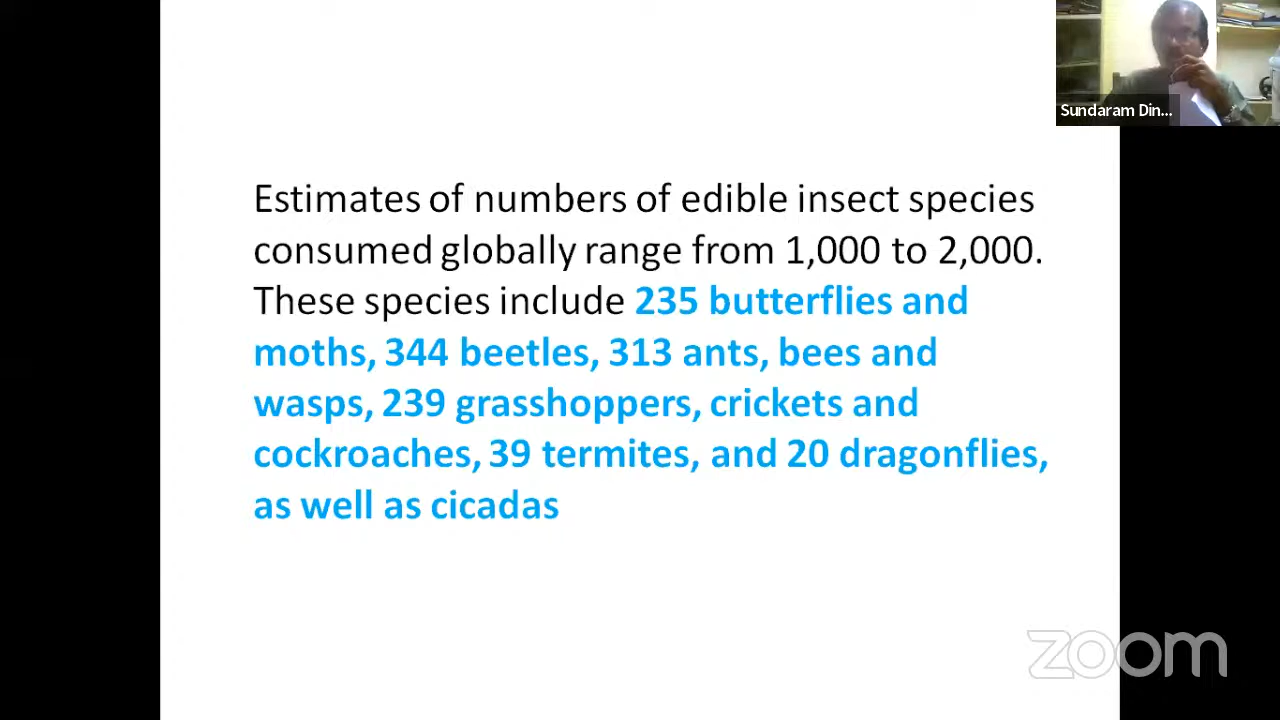 Sundaram Din...
Estimates of numbers of edible insect species
consumed globally range from 1,000 to 2,000.
These species include 235 butterflies and
moths, 344 beetles, 313 ants, bees and
wasps, 239 grasshoppers, crickets and
cockroaches, 39 termites, and 20 dragonflies,
as well as cicadas
zoom